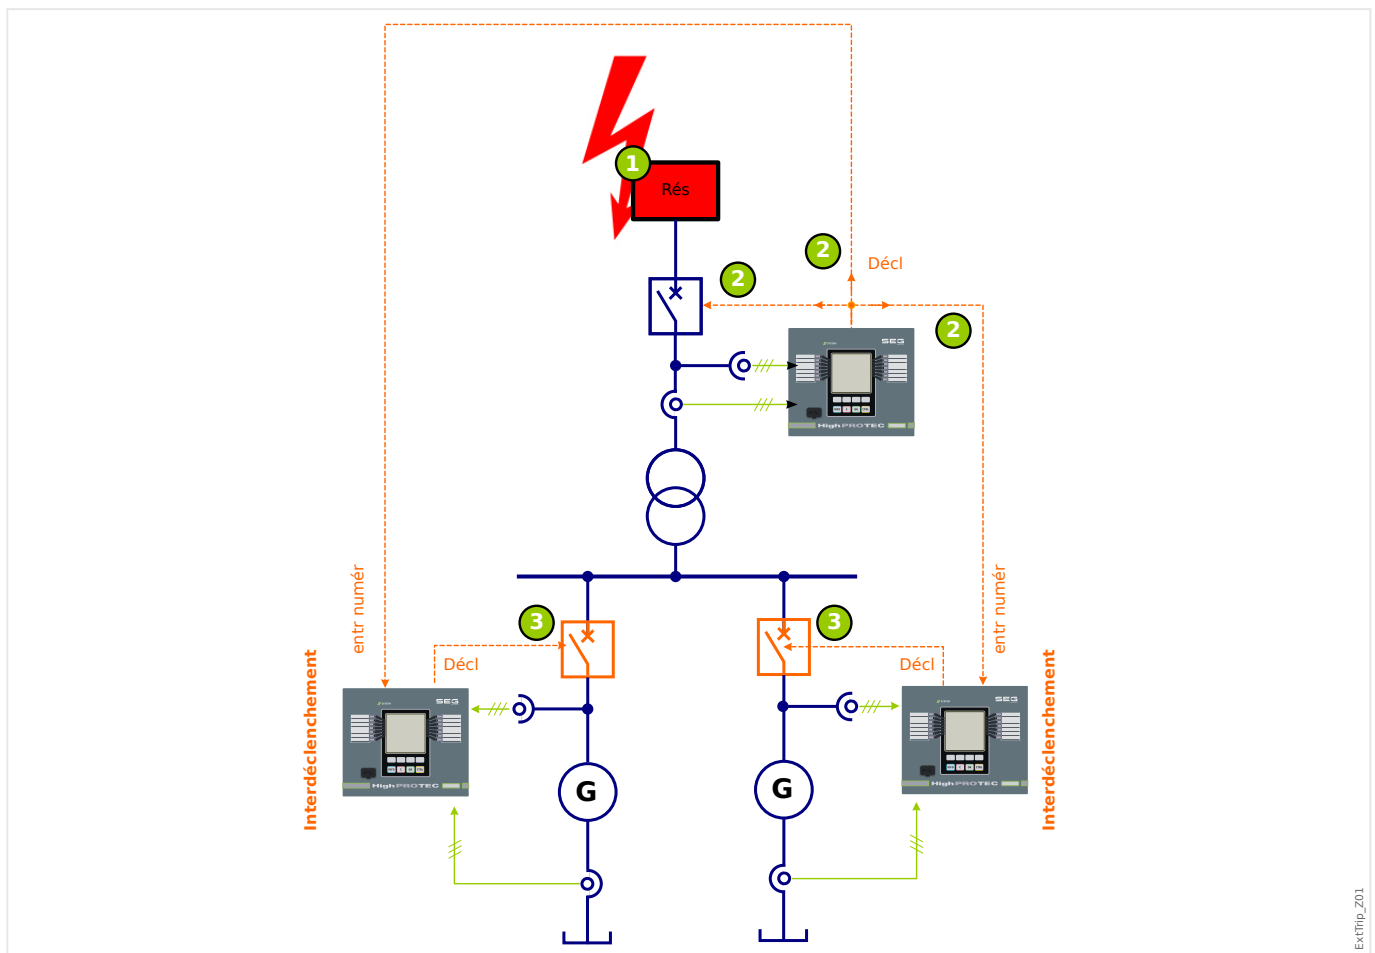 1
Rés
2
Décl
2
2
SEG
HighPROTEC
entr numér
entr numér
3
3
Décl
Décl
Interdéclenchement
Interdéclenchement
SEG
SEG
HighPROTEC
HighPROTEC
G
G
ExtTrip_Z01